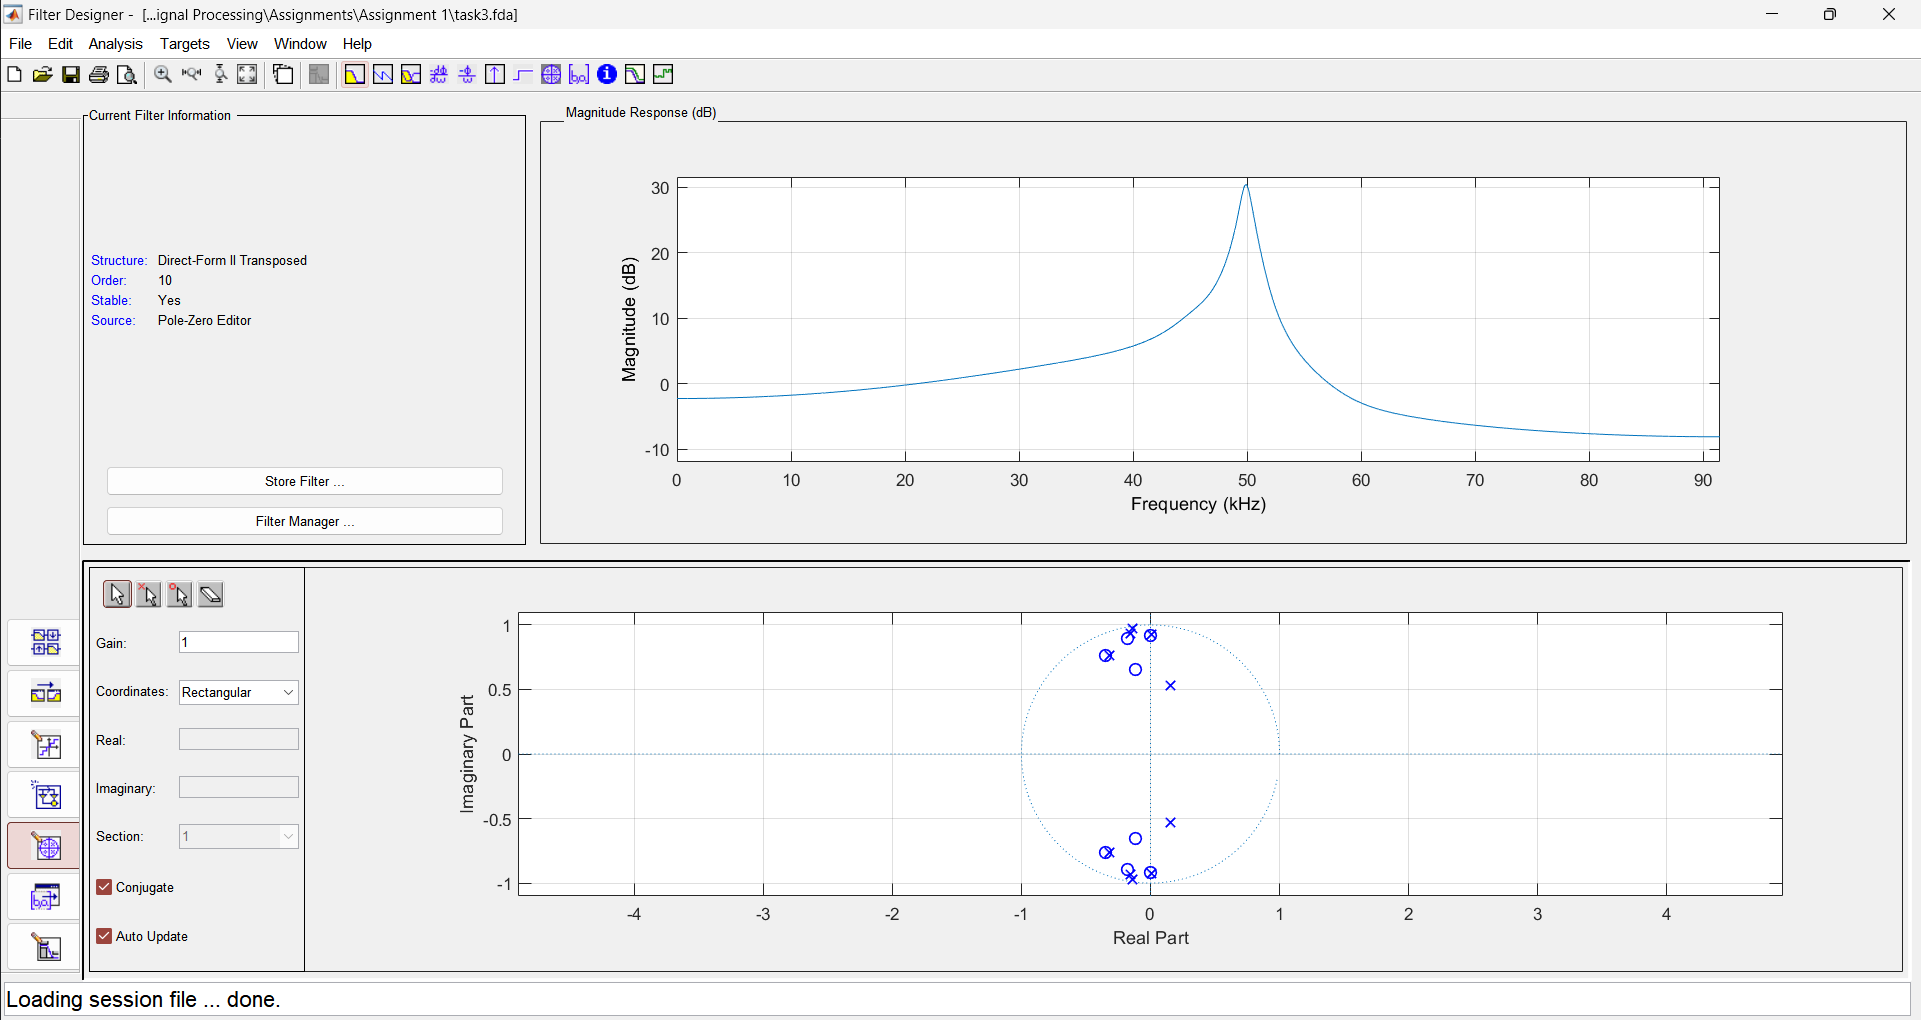 Filter Designer - [...ignal Processing\Assignments\Assignment 1\task3.fda]
File Edit Analysis Targets View Window Help
Current Filter Information
Structure: Direct-Form II Transposed
Order: 10
Stable: Yes
Source: Pole-Zero Editor
Store Filter ...
Filter Manager ...
Magnitude Response (dB)
30
20
10
0
-10
Magnitude (dB)
0 10 20 30 40 50 60 70 80 90
Frequency (kHz)
Gain: 1
Coordinates: Rectangular
Real:
Imaginary:
Section: 1
Conjugate
Auto Update
1
0.5
0
-0.5
-1
Imaginary Part
-4 -3 -2 -1 0 1 2 3 4
Real Part
Loading session file ... done.